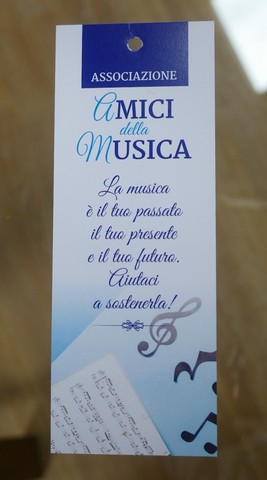 ASSOCIAZIONE
AMICI
della
MUSICA
La musica
è il tuo passato
il tuo presente
e il tuo futuro.
Aiutaci
a sostenerla!